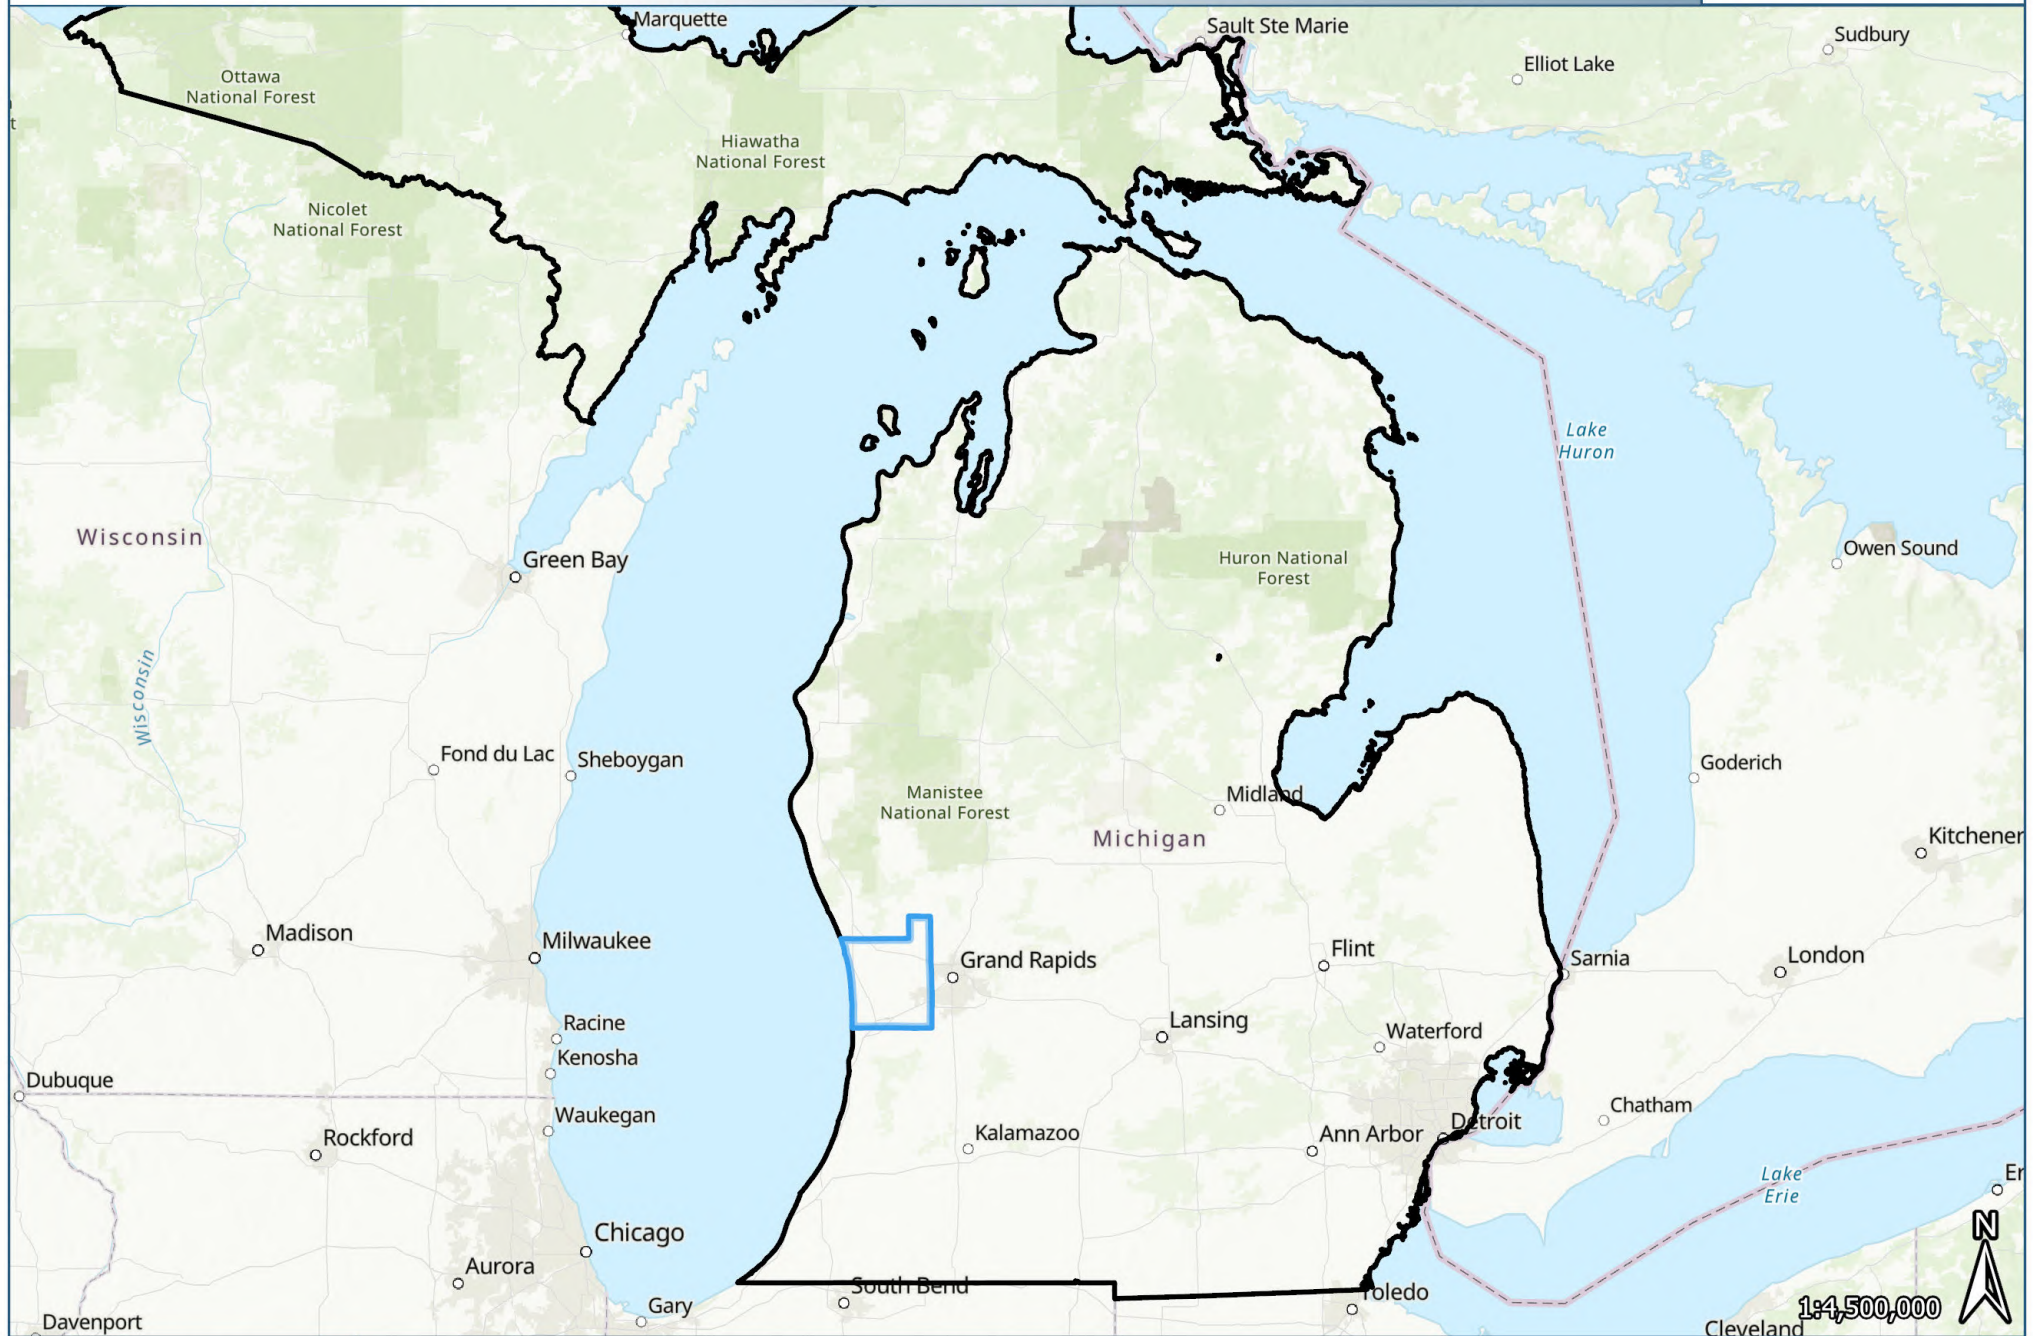 Marquette
Sault Ste Marie
Sudbury
Elliot Lake
Ottawa
National Forest
t
Hiawatha
National Forest
Nicolet
National Forest
Lake
Huron
Wisconsin
Green Bay
Huron National
Forest
Owen Sound
Wisconsin
Fond du Lac
Sheboygan
Goderich
Manistee
National Forest
Midland
Michigan
Kitchener
Madison
Milwaukee
Grand Rapids
Flint
Sarnia
London
Racine
Lansing
Waterford
Kenosha
Dubuque
Waukegan
Chatham
Rockford
Kalamazoo
Ann Arbor
Detroit
Lake
Erie
Er
Chicago
N
Aurora
South Bend
Toledo
Gary
1:4,500,000
Davenport
Cleveland